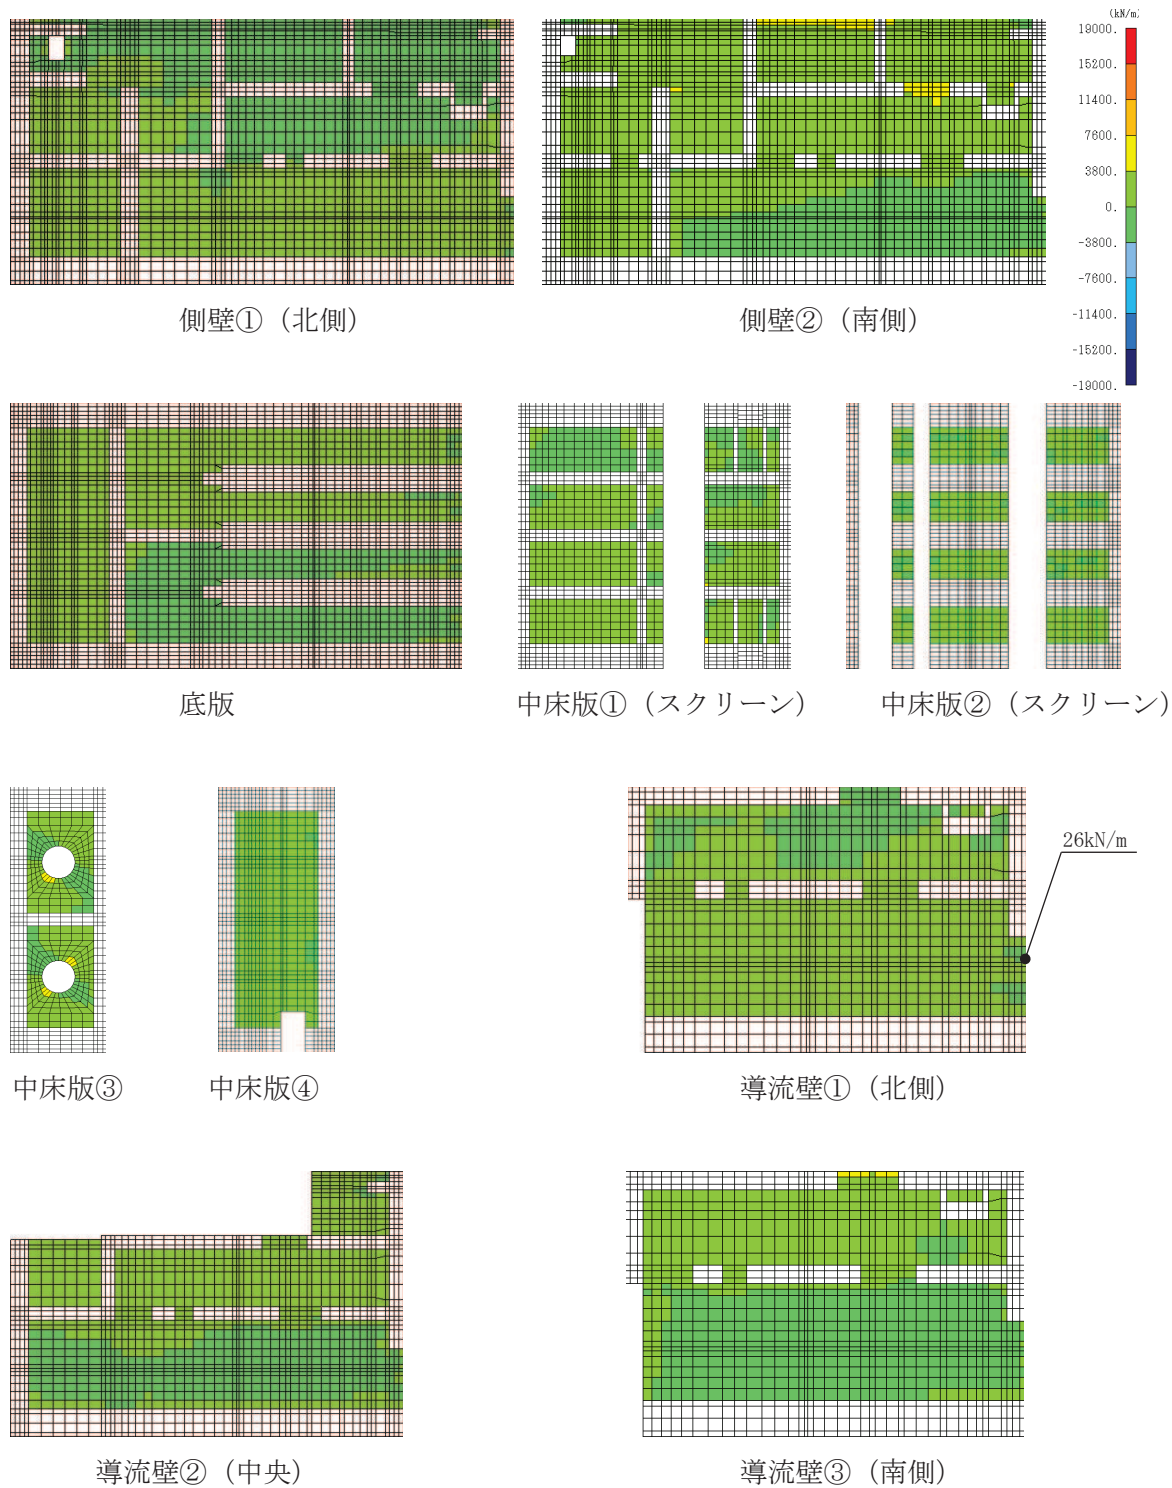 (kN/m)
19000.
15200.
11400.
7600.
3800.
0.
-3800.
-7600.
-11400.
-15200.
-19000.
側壁①（北側）
側壁②（南側）
底版
中床版①（スクリーン）
中床版②（スクリーン）
26kN/m
中床版③
中床版④
導流壁①（北側）
導流壁②（中央）
導流壁③（南側）